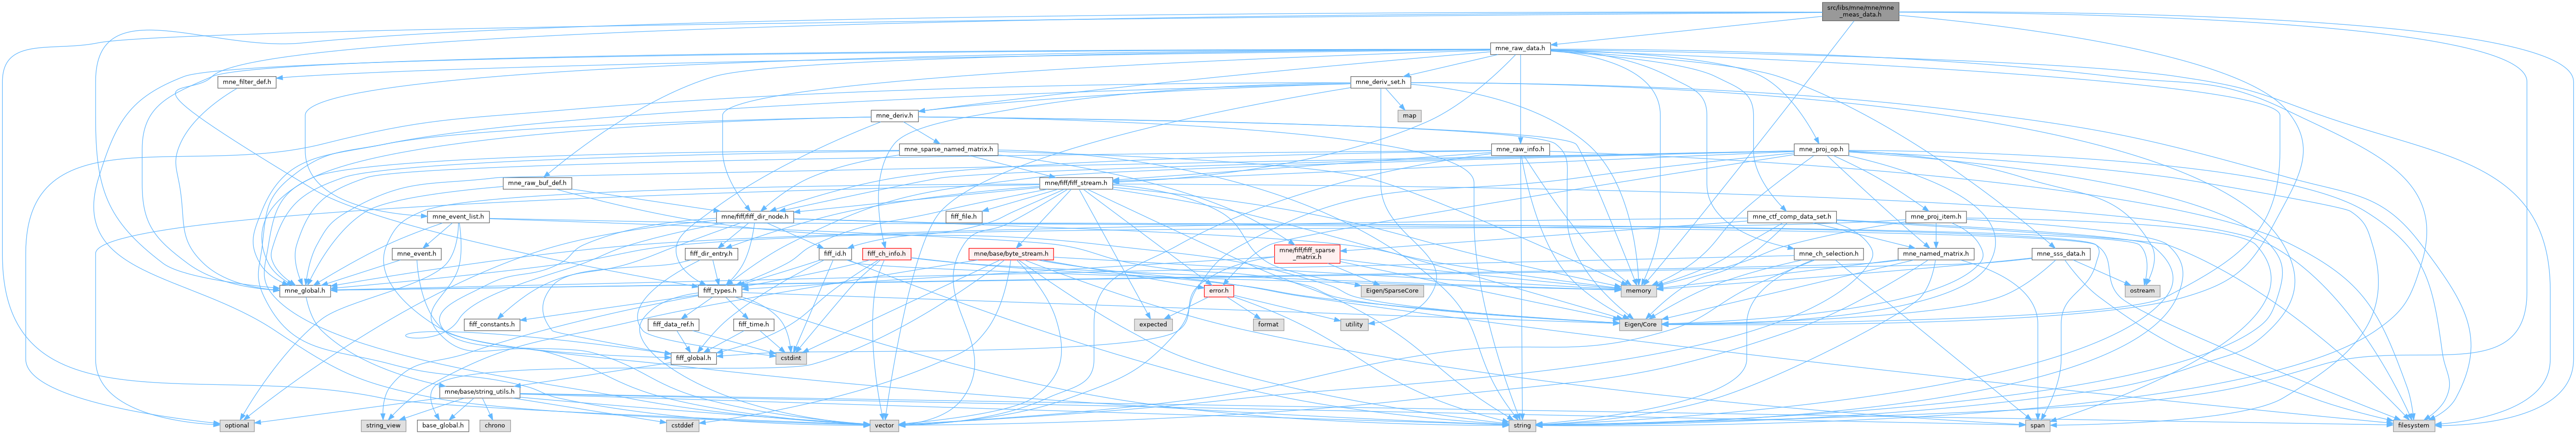 src/libs/mne/mne/mne
_meas_data.h
mne_raw_data.h
mne_filter_def.h
mne_deriv_set.h
mne_deriv.h
map
mne_sparse_named_matrix.h
mne_raw_info.h
mne_proj_op.h
mne_raw_buf_def.h
mne/fiff/fiff_stream.h
mne_event_list.h
mne/fiff/fiff_dir_node.h
fiff_file.h
mne_ctf_comp_data_set.h
mne_proj_item.h
mne_event.h
fiff_dir_entry.h
fiff_id.h
fiff_ch_info.h
mne/base/byte_stream.h
mne/fiff/fiff_sparse
_matrix.h
mne_ch_selection.h
mne_named_matrix.h
mne_sss_data.h
mne_global.h
fiff_types.h
error.h
Eigen/SparseCore
memory
ostream
fiff_constants.h
fiff_data_ref.h
fiff_time.h
expected
format
utility
Eigen/Core
fiff_global.h
cstdint
mne/base/string_utils.h
optional
string_view
base_global.h
chrono
cstddef
vector
string
span
filesystem